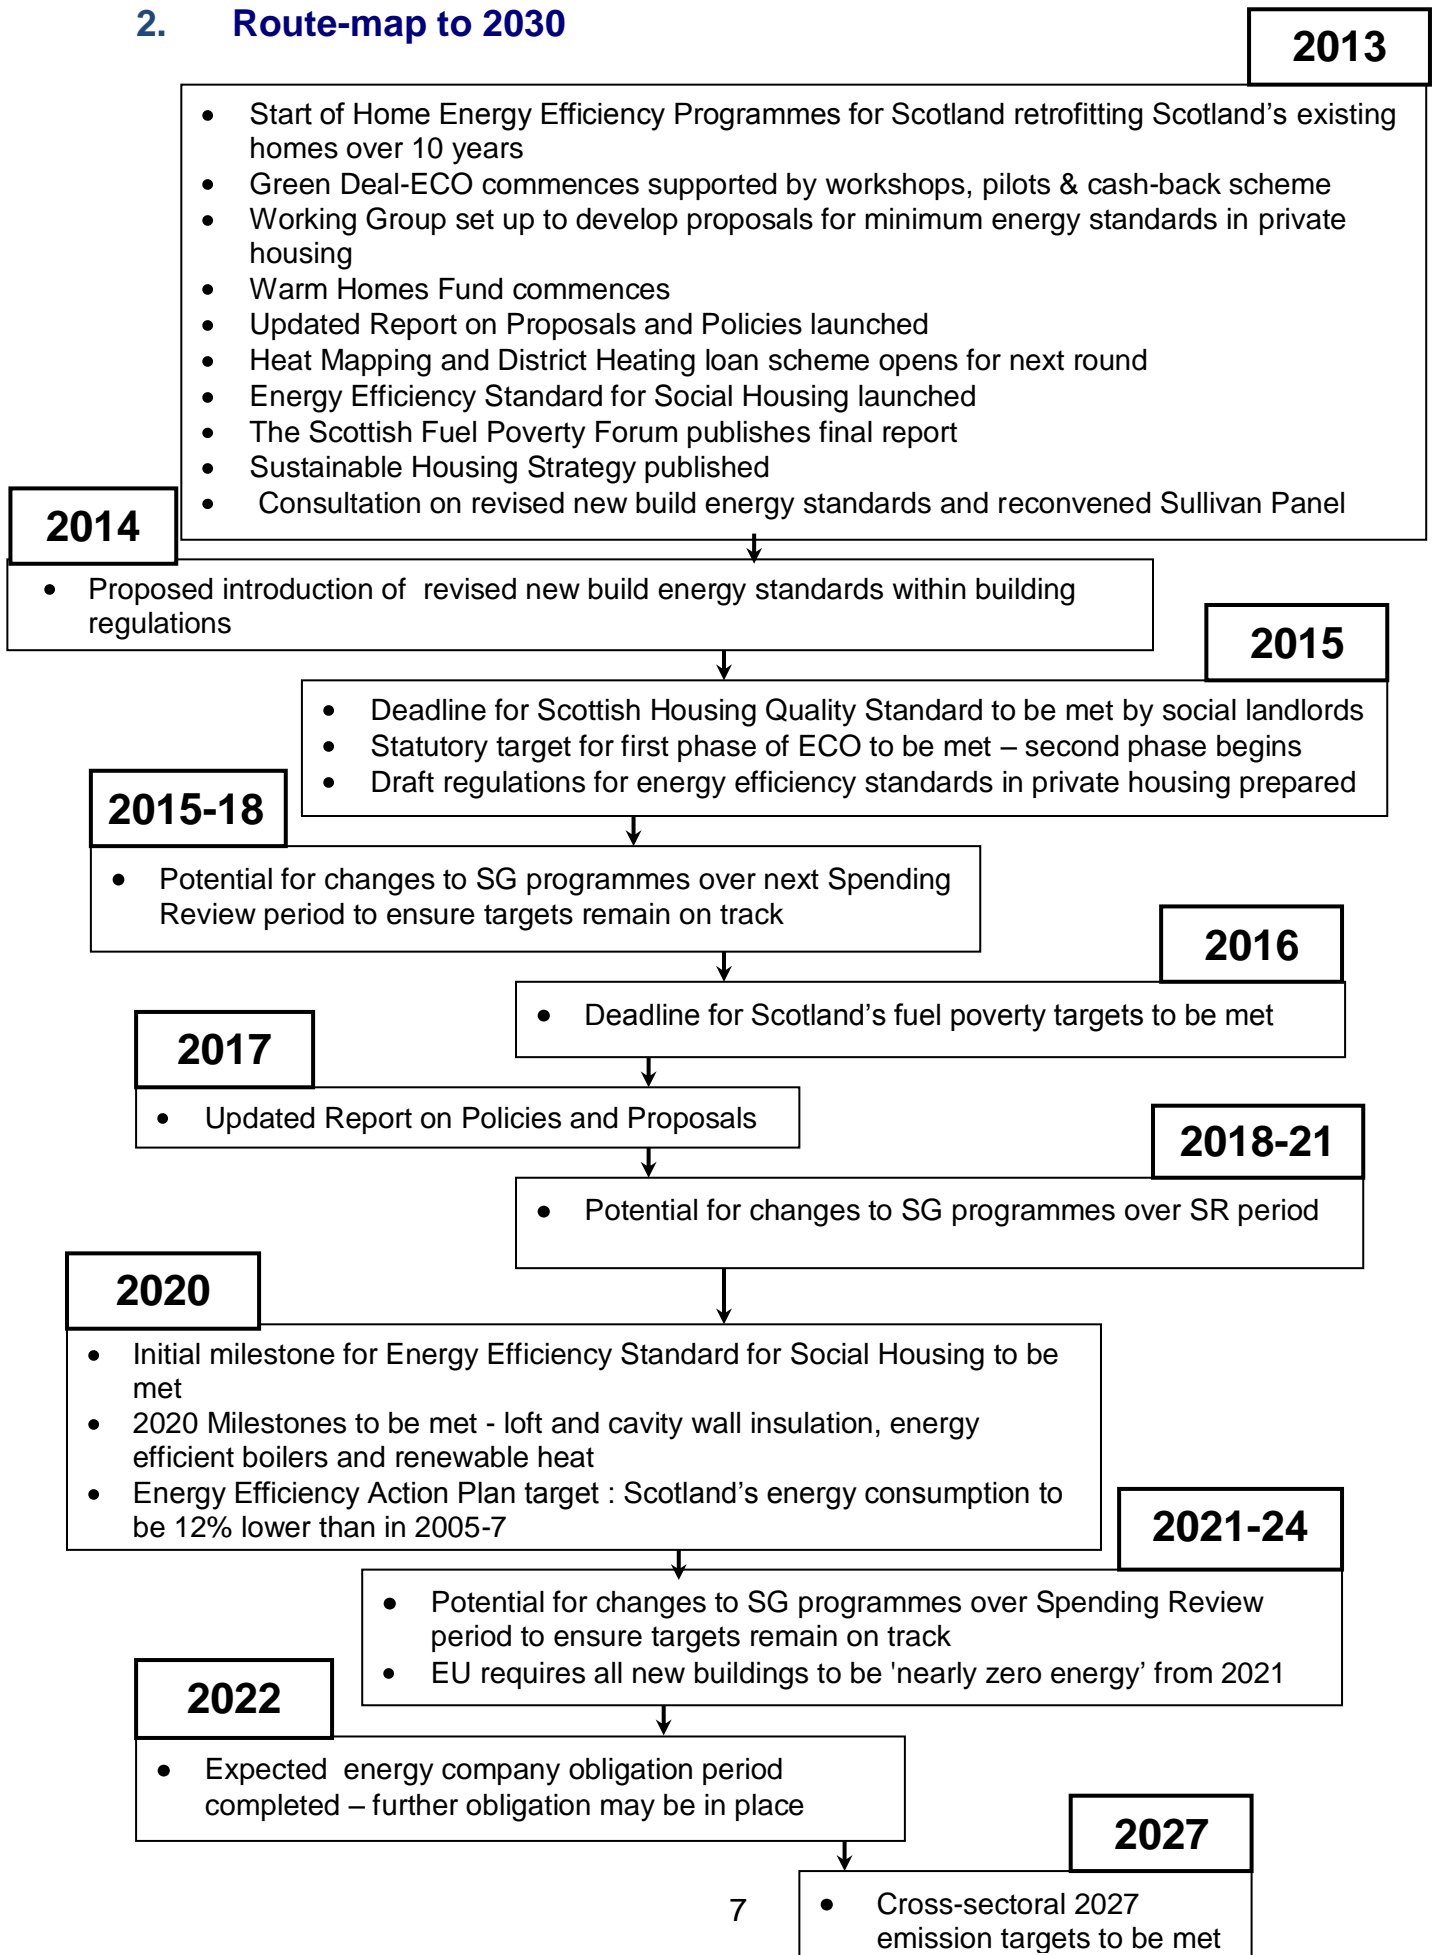 2. Route-map to 2030
2013
• Start of Home Energy Efficiency Programmes for Scotland retrofitting Scotland’s existing
homes over 10 years
• Green Deal-ECO commences supported by workshops, pilots & cash-back scheme
• Working Group set up to develop proposals for minimum energy standards in private
housing
• Warm Homes Fund commences
• Updated Report on Proposals and Policies launched
• Heat Mapping and District Heating loan scheme opens for next round
• Energy Efficiency Standard for Social Housing launched
• The Scottish Fuel Poverty Forum publishes final report
• Sustainable Housing Strategy published
• Consultation on revised new build energy standards and reconvened Sullivan Panel
2014
• Proposed introduction of revised new build energy standards within building
regulations
2015
• Deadline for Scottish Housing Quality Standard to be met by social landlords
• Statutory target for first phase of ECO to be met – second phase begins
• Draft regulations for energy efficiency standards in private housing prepared
2015-18
• Potential for changes to SG programmes over next Spending
Review period to ensure targets remain on track
2016
• Deadline for Scotland’s fuel poverty targets to be met
2017
• Updated Report on Policies and Proposals
2018-21
• Potential for changes to SG programmes over SR period
2020
• Initial milestone for Energy Efficiency Standard for Social Housing to be
met
• 2020 Milestones to be met - loft and cavity wall insulation, energy
efficient boilers and renewable heat
• Energy Efficiency Action Plan target : Scotland’s energy consumption to
be 12% lower than in 2005-7
2021-24
• Potential for changes to SG programmes over Spending Review
period to ensure targets remain on track
• EU requires all new buildings to be 'nearly zero energy’ from 2021
2022
• Expected energy company obligation period
completed – further obligation may be in place
2027
• Cross-sectoral 2027
emission targets to be met
7